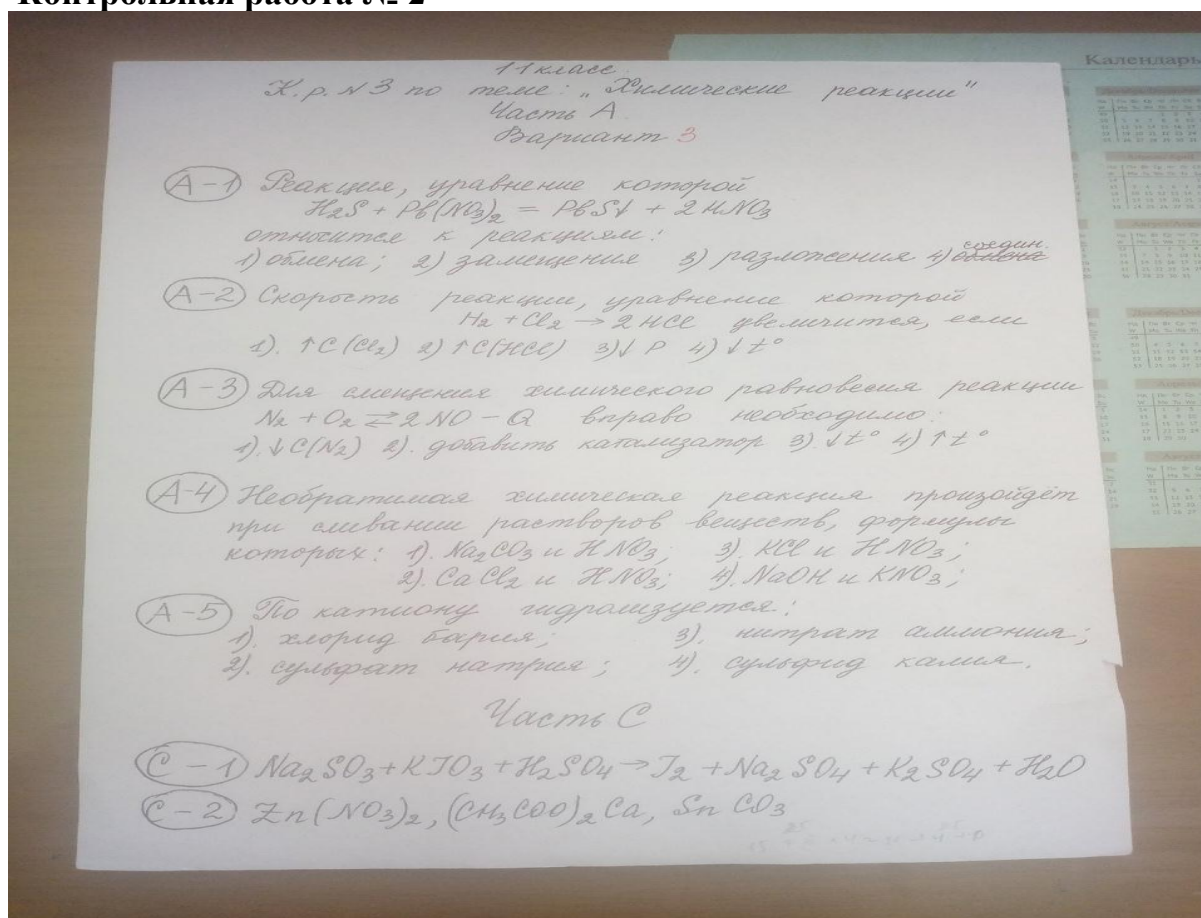 Контрольная работа № 2
Календарь
11 класс
К. р. N 3 по теме: „Химические реакции"
Часть А.
Вариант 3
А-1 Реакция, уравнение которой
H₂S + Pb(NO₃)₂ = PbS↓ + 2HNO₃
относится к реакциям:
соедин.
1) обмена; 2) замещения 3) разложения 4) обмена
А-2 Скорость реакции, уравнение которой
H₂ + Cl₂ → 2HCl увеличится, если
1). ↑C(Cl₂) 2) ↑C(HCl) 3)↓ P 4) ↓ t°
А-3 Для смещения химического равновесия реакции
N₂ + O₂ ⇄ 2NO – Q вправо необходимо:
1). ↓C(N₂) 2). добавить катализатор 3). ↓t° 4) ↑t°
А-4 Необратимая химическая реакция произойдёт
при сливании растворов веществ, формулы
которых: 1). Na₂CO₃ и HNO₃; 3). KCl и HNO₃;
2). CaCl₂ и HNO₃; 4). NaOH и KNO₃;
А-5 По катиону гидролизуется:
1). хлорид бария; 3). нитрат аммония;
2). сульфат натрия; 4). сульфид калия.
Часть С
С-1 Na₂SO₃ + KJO₃ + H₂SO₄ → J₂ + Na₂SO₄ + K₂SO₄ + H₂O
С-2 Zn(NO₃)₂, (CH₃COO)₂Ca, SnCO₃